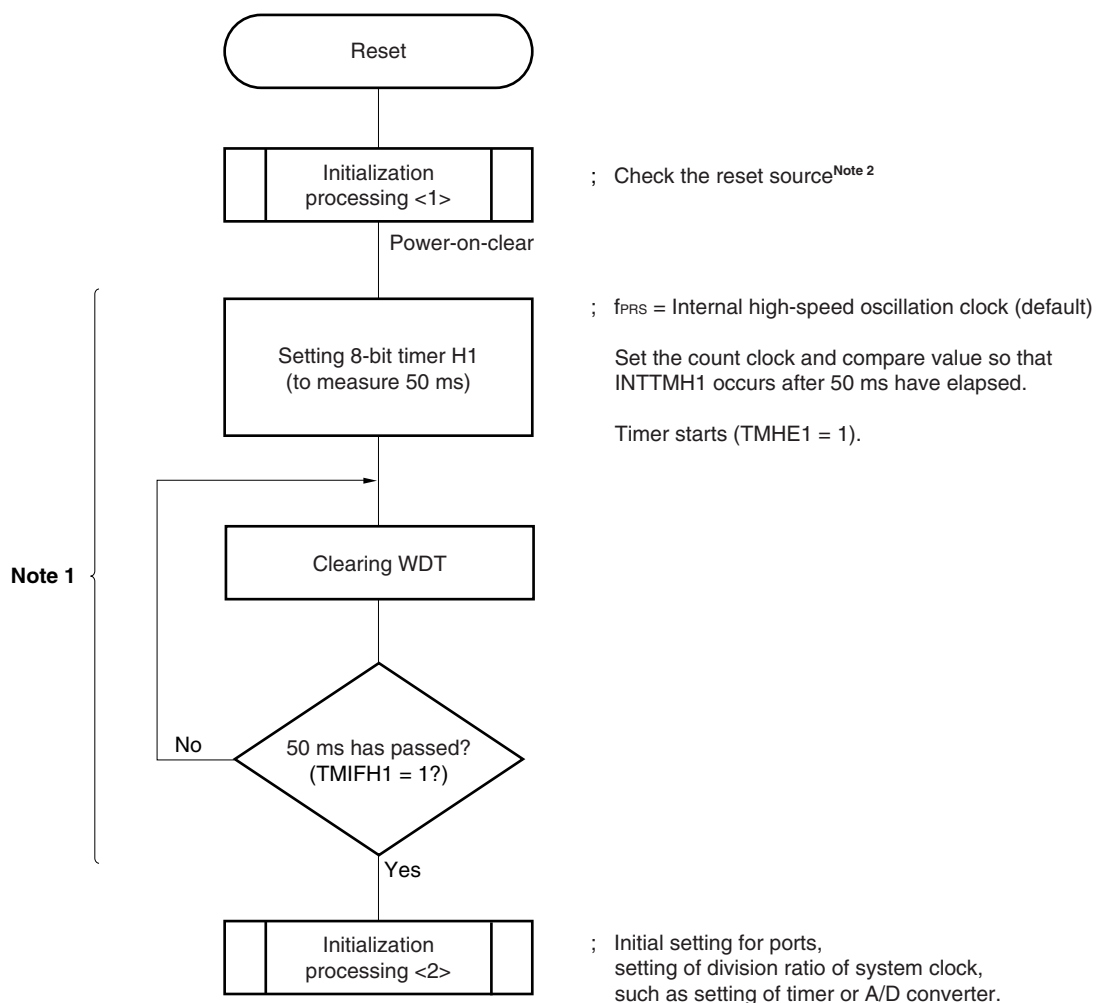 Reset
Initialization
processing <1>
; Check the reset source Note 2
Power-on-clear
Setting 8-bit timer H1
(to measure 50 ms)
; fPRS = Internal high-speed oscillation clock (default)
Set the count clock and compare value so that
INTTMH1 occurs after 50 ms have elapsed.
Timer starts (TMHE1 = 1).
Note 1
Clearing WDT
50 ms has passed?
(TMIFH1 = 1?)
No
Yes
Initialization
processing <2>
; Initial setting for ports,
setting of division ratio of system clock,
such as setting of timer or A/D converter.